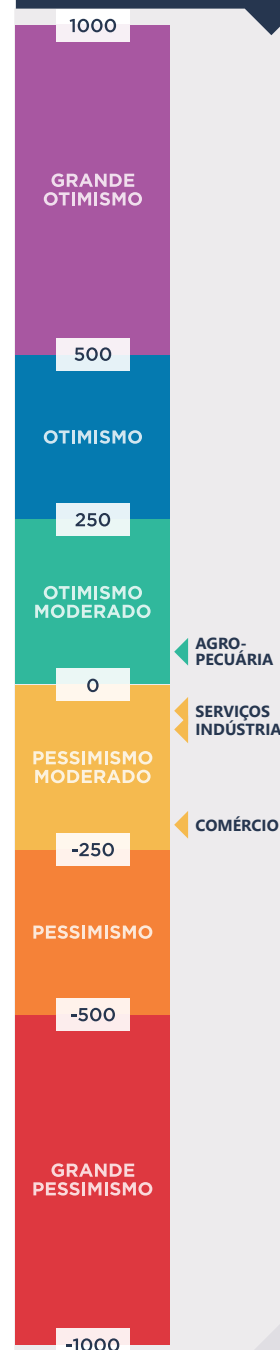 1000
GRANDE
OTIMISMO
500
OTIMISMO
250
OTIMISMO
MODERADO
AGRO-
PECUÁRIA
0
SERVIÇOS
INDÚSTRIA
PESSIMISMO
MODERADO
COMÉRCIO
-250
PESSIMISMO
-500
GRANDE
PESSIMISMO
-1000